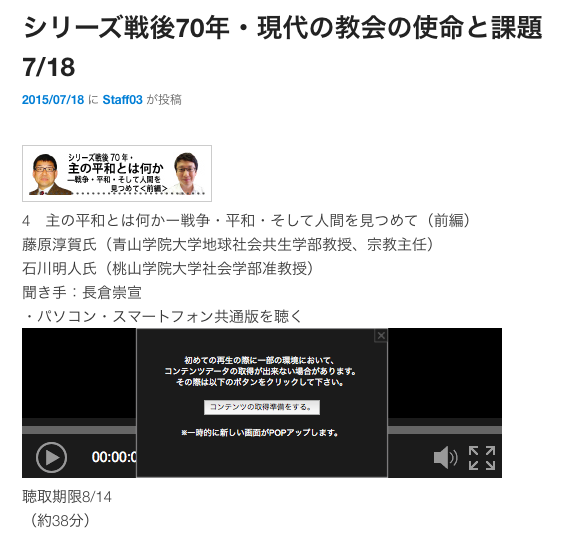 シリーズ戦後70年・現代の教会の使命と課題
7/18
2015/07/18 に Staff03 が投稿
シリーズ戦後 70 年・
主の平和とは何か
―戦争・平和・そして人間を
見つめて<前編>
4　主の平和とは何かー戦争・平和・そして人間を見つめて（前編）
藤原淳賀氏（青山学院大学地球社会共生学部教授、宗教主任）
石川明人氏（桃山学院大学社会学部准教授）
聞き手：長倉崇宣
・パソコン・スマートフォン共通版を聴く
初めての再生の際に一部の環境において、
コンテンツデータの取得が出来ない場合があります。
その際は以下のボタンをクリックして下さい。
コンテンツの取得準備をする。
※一時的に新しい画面がPOPアップします。
00:00:0
聴取期限8/14
（約38分）